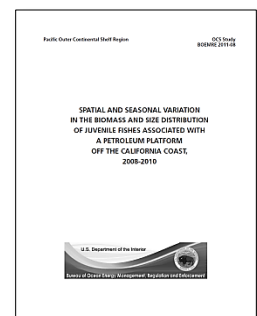 Pacific Outer Continental Shelf Region
OCS Study
BOEMRE 2011-08
SPATIAL AND SEASONAL VARIATION
IN THE BIOMASS AND SIZE DISTRIBUTION
OF JUVENILE FISHES ASSOCIATED WITH
A PETROLEUM PLATFORM
OFF THE CALIFORNIA COAST,
2008-2010
U.S. Department of the Interior
Bureau of Ocean Energy Management, Regulation and Enforcement